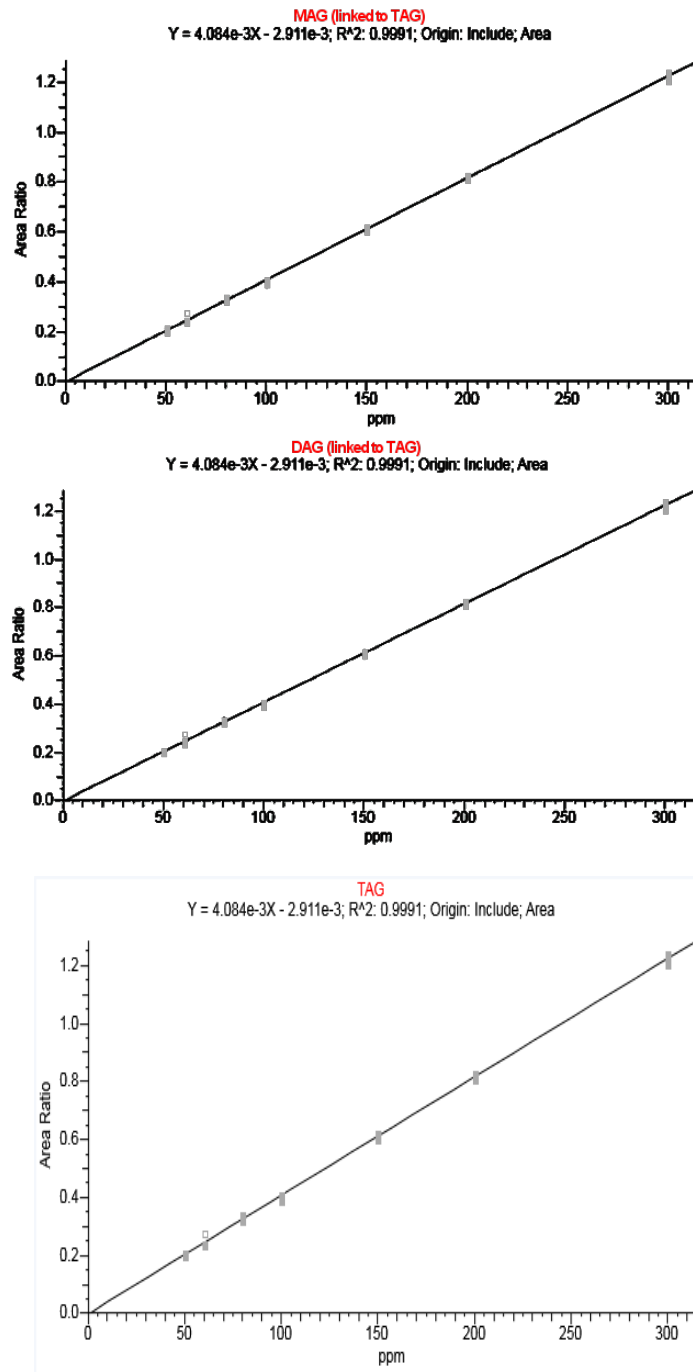 MAG (linked to TAG)
Y = 4.084e-3X - 2.911e-3; R^2: 0.9991; Origin: Include; Area
Area Ratio
1.2
1.0
0.8
0.6
0.4
0.2
0.0
0 50 100 150 200 250 300
ppm
DAG (linked to TAG)
Y = 4.084e-3X - 2.911e-3; R^2: 0.9991; Origin: Include; Area
Area Ratio
1.2
1.0
0.8
0.6
0.4
0.2
0.0
0 50 100 150 200 250 300
ppm
TAG
Y = 4.084e-3X - 2.911e-3; R^2: 0.9991; Origin: Include; Area
Area Ratio
1.2
1.0
0.8
0.6
0.4
0.2
0.0
0 50 100 150 200 250 300
ppm